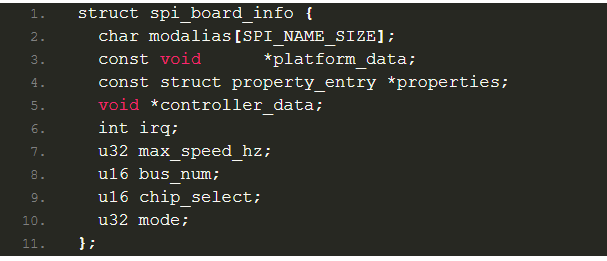 1. struct spi_board_info {
2. char modalias[SPI_NAME_SIZE];
3. const void *platform_data;
4. const struct property_entry *properties;
5. void *controller_data;
6. int irq;
7. u32 max_speed_hz;
8. u16 bus_num;
9. u16 chip_select;
10. u32 mode;
11. };